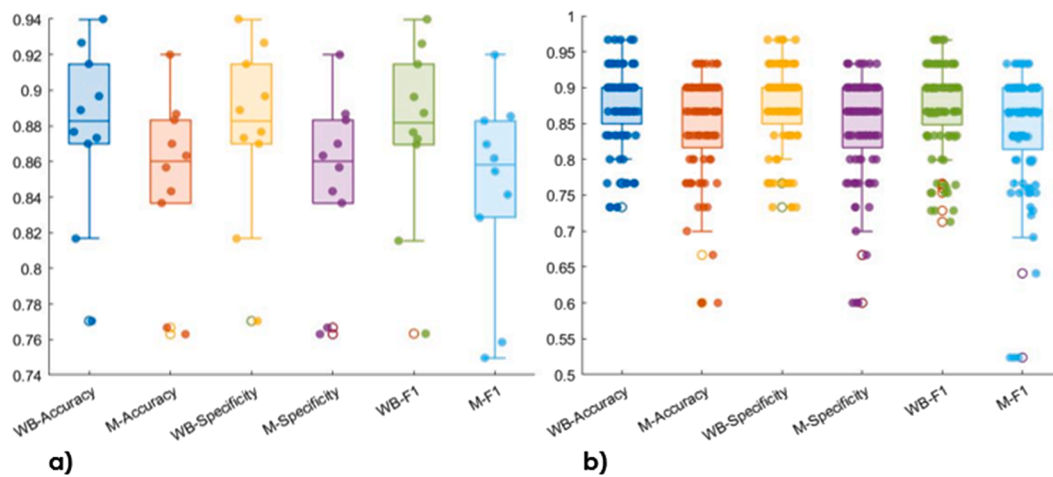 0.94
0.92
0.9
0.88
0.86
0.84
0.82
0.8
0.78
0.76
0.74
WB-Accuracy
M-Accuracy
WB-Specificity
M-Specificity
WB-F1
M-F1
a)
1
0.95
0.9
0.85
0.8
0.75
0.7
0.65
0.6
0.55
0.5
WB-Accuracy
M-Accuracy
WB-Specificity
M-Specificity
WB-F1
M-F1
b)